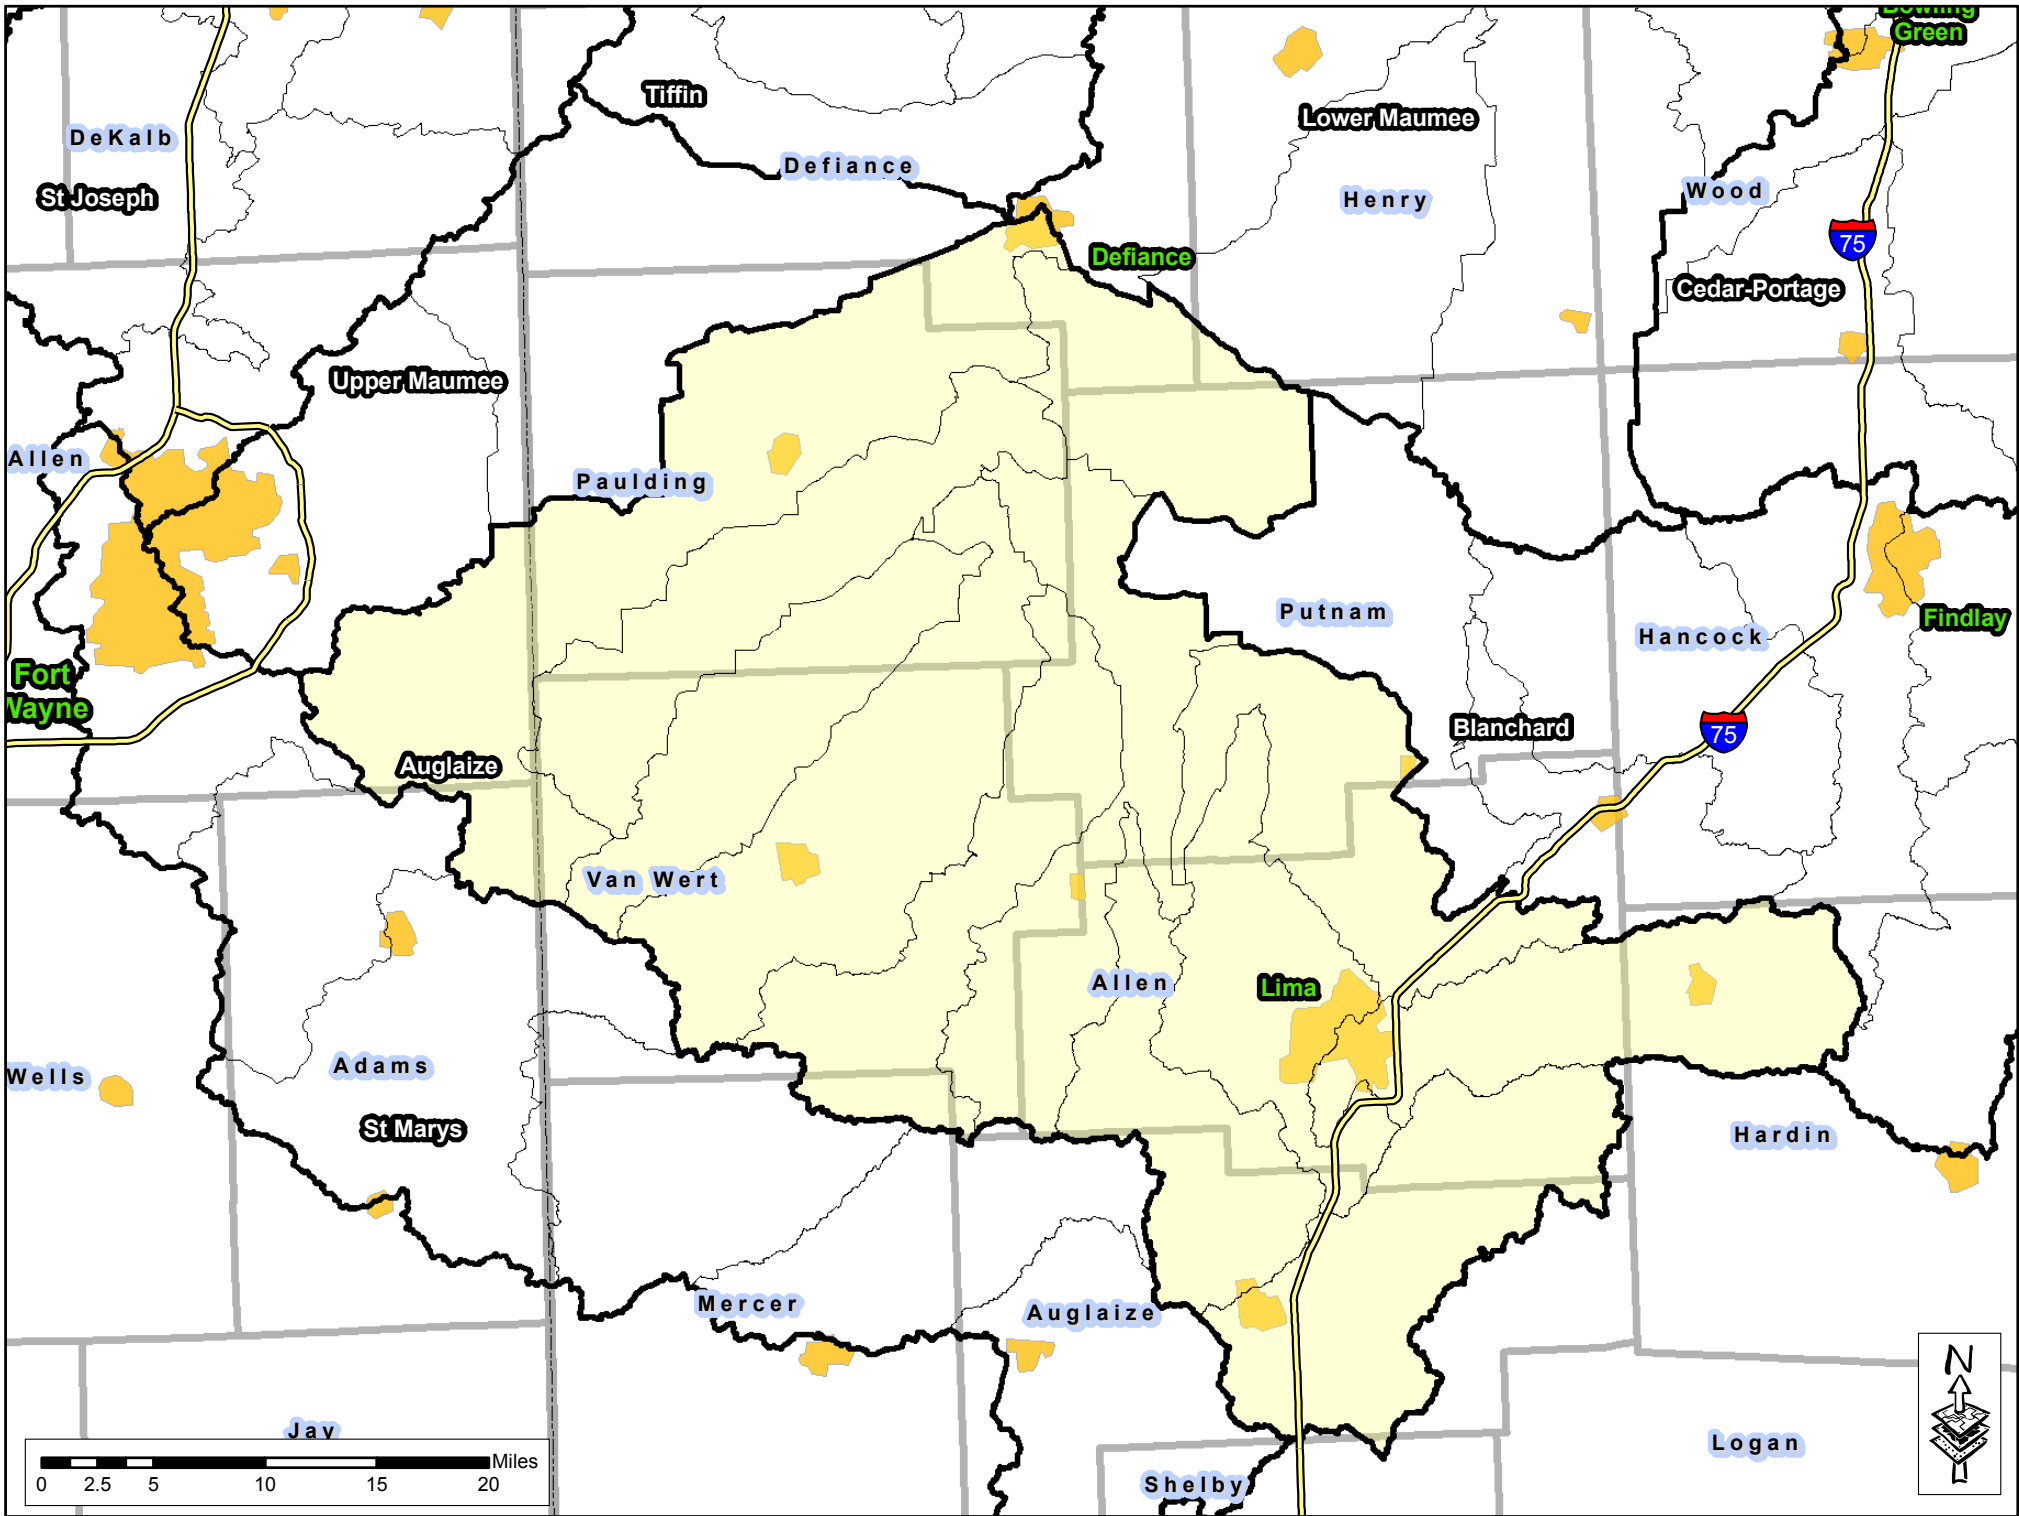 Bowling
Green
Tiffin
Lower Maumee
DeKalb
Defiance
St Joseph
Henry
Wood
75
Defiance
Cedar-Portage
Upper Maumee
Allen
Paulding
Putnam
Hancock
Findlay
Fort
Wayne
Blanchard
75
Auglaize
Van Wert
Allen
Lima
Adams
Wells
St Marys
Hardin
Mercer
Auglaize
N
Jay
Logan
Miles
0 2.5 5 10 15 20
Shelby